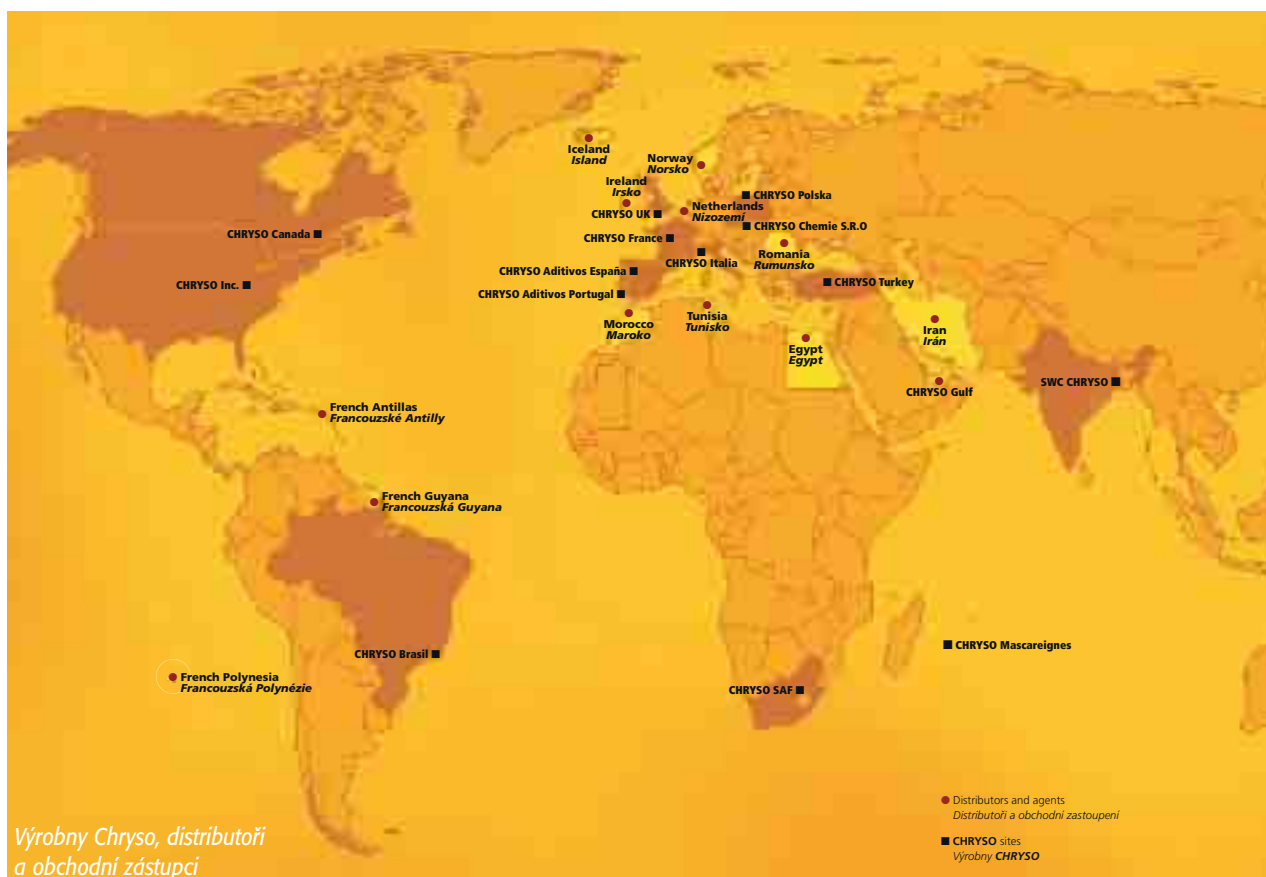 Iceland
Island
Norway
Norsko
Ireland
Irsko
CHRYSO Polska
Netherlands
Nizozemí
CHRYSO UK
CHRYSO Chemie S.R.O
CHRYSO Canada
CHRYSO France
Romania
Rumunsko
CHRYSO Italia
CHRYSO Aditivos España
CHRYSO Inc.
CHRYSO Turkey
CHRYSO Aditivos Portugal
Morocco
Maroko
Tunisia
Tunisko
Iran
Irán
Egypt
Egypt
SWC CHRYSO
CHRYSO Gulf
French Antillas
Francouzské Antilly
French Guyana
Francouzská Guyana
CHRYSO Mascareignes
CHRYSO Brasil
French Polynesia
Francouzská Polynézie
CHRYSO SAF
Distributors and agents
Distributoři a obchodní zastoupení
CHRYSO sites
Výrobny CHRYSO
Výrobny Chryso, distributoři
a obchodní zástupci